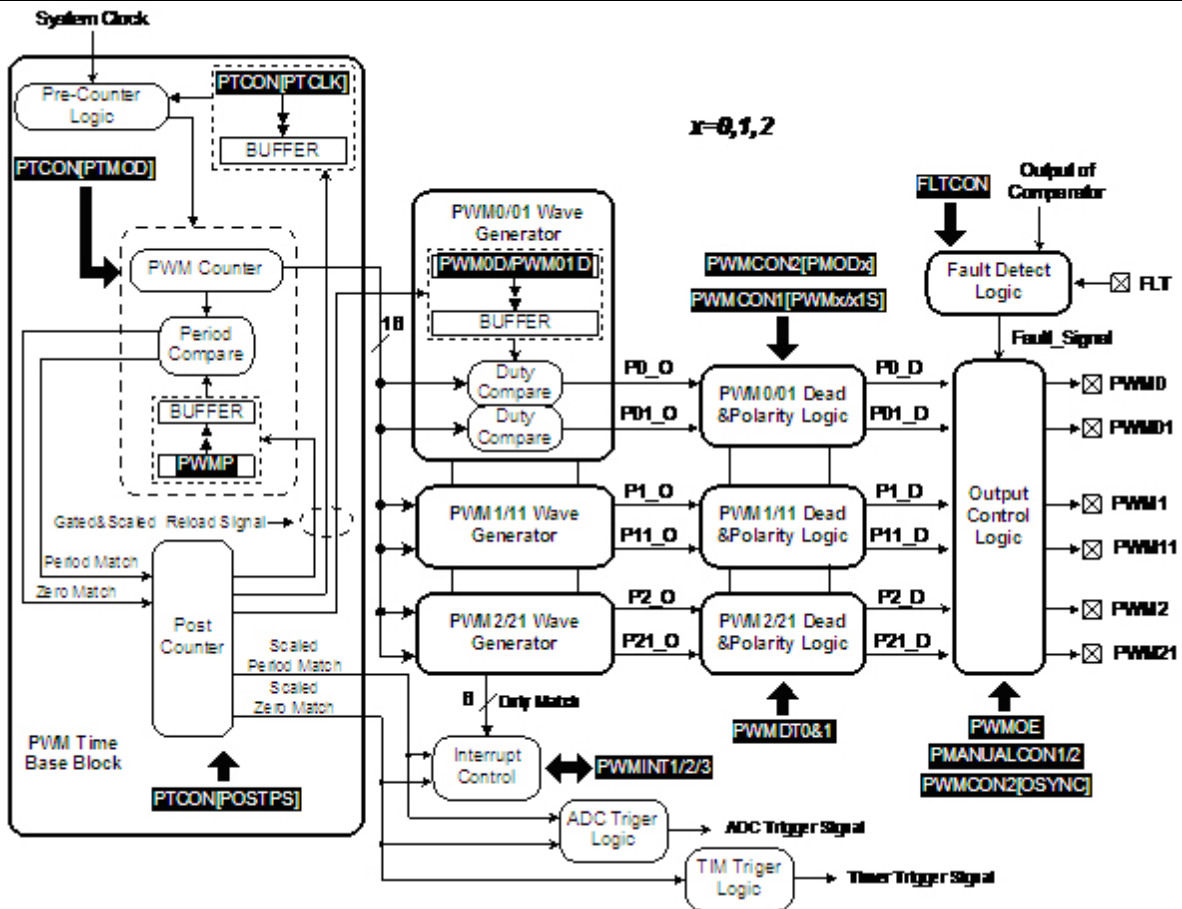 System Clock
Pre-Counter
Logic
PTCON[PTCLK]
BUFFER
PTCON[PTMOD]
PWM Counter
Period
Compare
BUFFER
PWMP
Gated&Scaled Reload Signal
Period Match
Zero Match
Post
Counter
Scaled
Period Match
Scaled
Zero Match
PWM Time
Base Block
PTCON[POSTPS]
x=0,1,2
PWM0/01 Wave
Generator
PWM0D/PWM01D
BUFFER
16
Duty
Compare
Duty
Compare
PWM1/11 Wave
Generator
PWM2/21 Wave
Generator
6
Duty Match
Interrupt
Control
PWMINT1/2/3
ADC Triger
Logic
ADC Trigger Signal
TIM Triger
Logic
Timer Trigger Signal
P0_O
P01_O
P1_O
P11_O
P2_O
P21_O
PWMCON2[PMODx]
PWMCON1[PWMx/x1S]
PWM0/01 Dead
&Polarity Logic
PWM1/11 Dead
&Polarity Logic
PWM2/21 Dead
&Polarity Logic
PWMDT0&1
P0_D
P01_D
P1_D
P11_D
P2_D
P21_D
FLTCON
Output of
Comparator
Fault Detect
Logic
FLT
Fault_Signal
Output
Control
Logic
PWM0
PWM01
PWM1
PWM11
PWM2
PWM21
PWMOE
PMANUALCON1/2
PWMCON2[OSYNC]